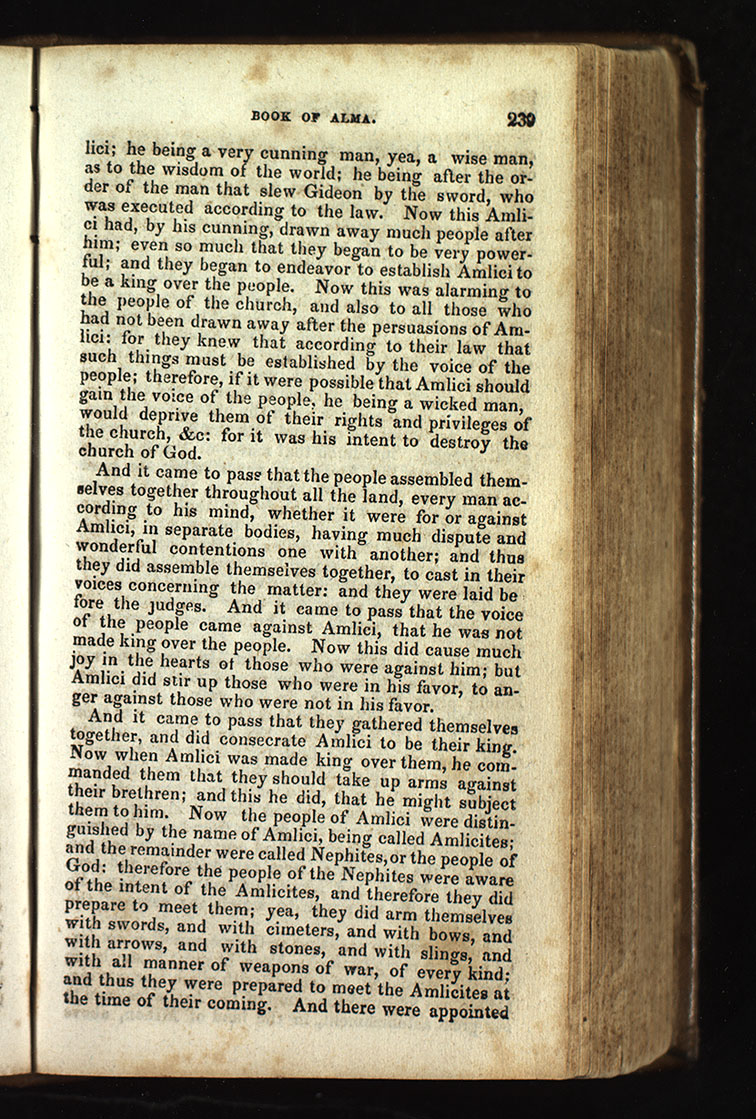 BOOK OF ALMA. 239
lici; he being a very cunning man, yea, a wise man,
as to the wisdom of the world; he being after the or-
der of the man that slew Gideon by the sword, who
was executed according to the law. Now this Amli-
ci had, by his cunning, drawn away much people after
him; even so much that they began to be very power-
ful; and they began to endeavor to establish Amlici to
be a king over the people. Now this was alarming to
the people of the church, and also to all those who
had not been drawn away after the persuasions of Am-
lici: for they knew that according to their law that
such things must be established by the voice of the
people; therefore, if it were possible that Amlici should
gain the voice of the people, he being a wicked man,
would deprive them of their rights and privileges of
the church, &c: for it was his intent to destroy the
church of God.
And it came to pass that the people assembled them-
selves together throughout all the land, every man ac-
cording to his mind, whether it were for or against
Amlici, in separate bodies, having much dispute and
wonderful contentions one with another; and thus
they did assemble themselves together, to cast in their
voices concerning the matter: and they were laid be
fore the judges. And it came to pass that the voice
of the people came against Amlici, that he was not
made king over the people. Now this did cause much
joy in the hearts of those who were against him; but
Amlici did stir up those who were in his favor, to an-
ger against those who were not in his favor.
And it came to pass that they gathered themselves
together, and did consecrate Amlici to be their king.
Now when Amlici was made king over them, he com-
manded them that they should take up arms against
their brethren; and this he did, that he might subject
them to him. Now the people of Amlici were distin-
guished by the name of Amlici, being called Amlicites;
and the remainder were called Nephites, or the people of
God: therefore the people of the Nephites were aware
of the intent of the Amlicites, and therefore they did
prepare to meet them; yea, they did arm themselves
with swords, and with cimeters, and with bows, and
with arrows, and with stones, and with slings, and
with all manner of weapons of war, of every kind;
and thus they were prepared to meet the Amlicites at
the time of their coming. And there were appointed